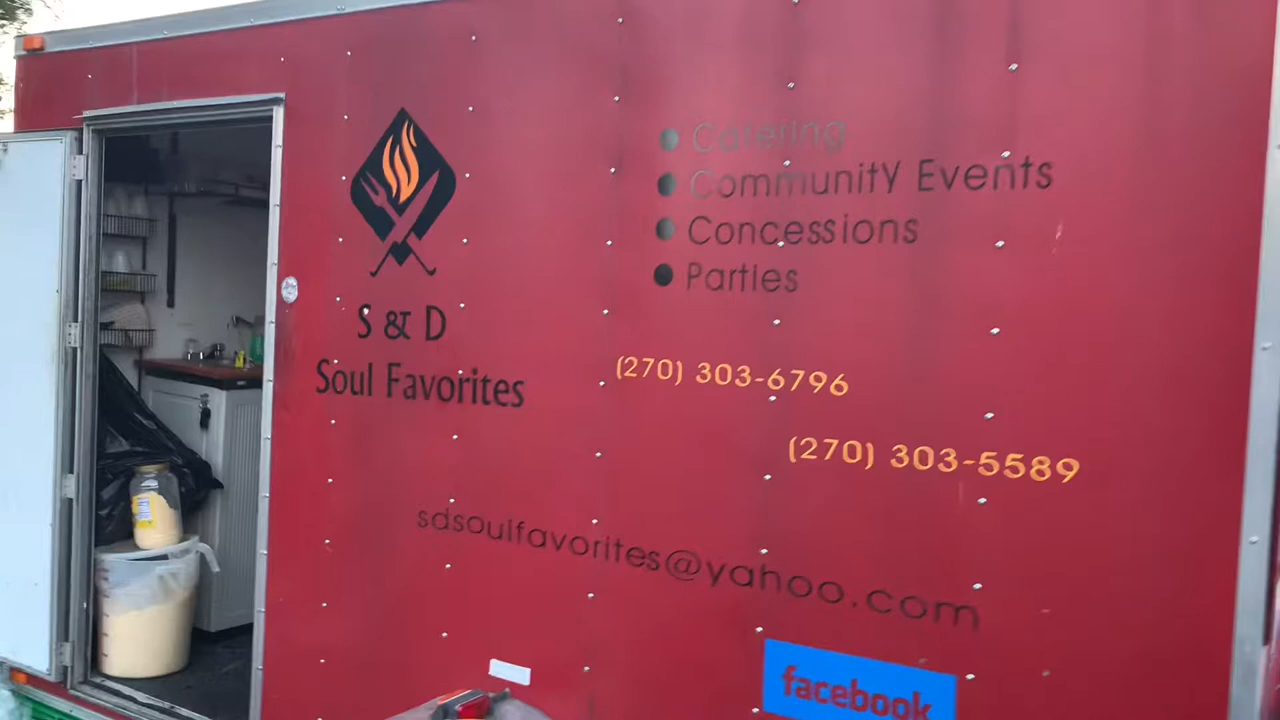 S & D
Soul Favorites
Catering
Community Events
Concessions
Parties
(270) 303-6796
(270) 303-5589
sdsoulfavorites@yahoo.com
facebook